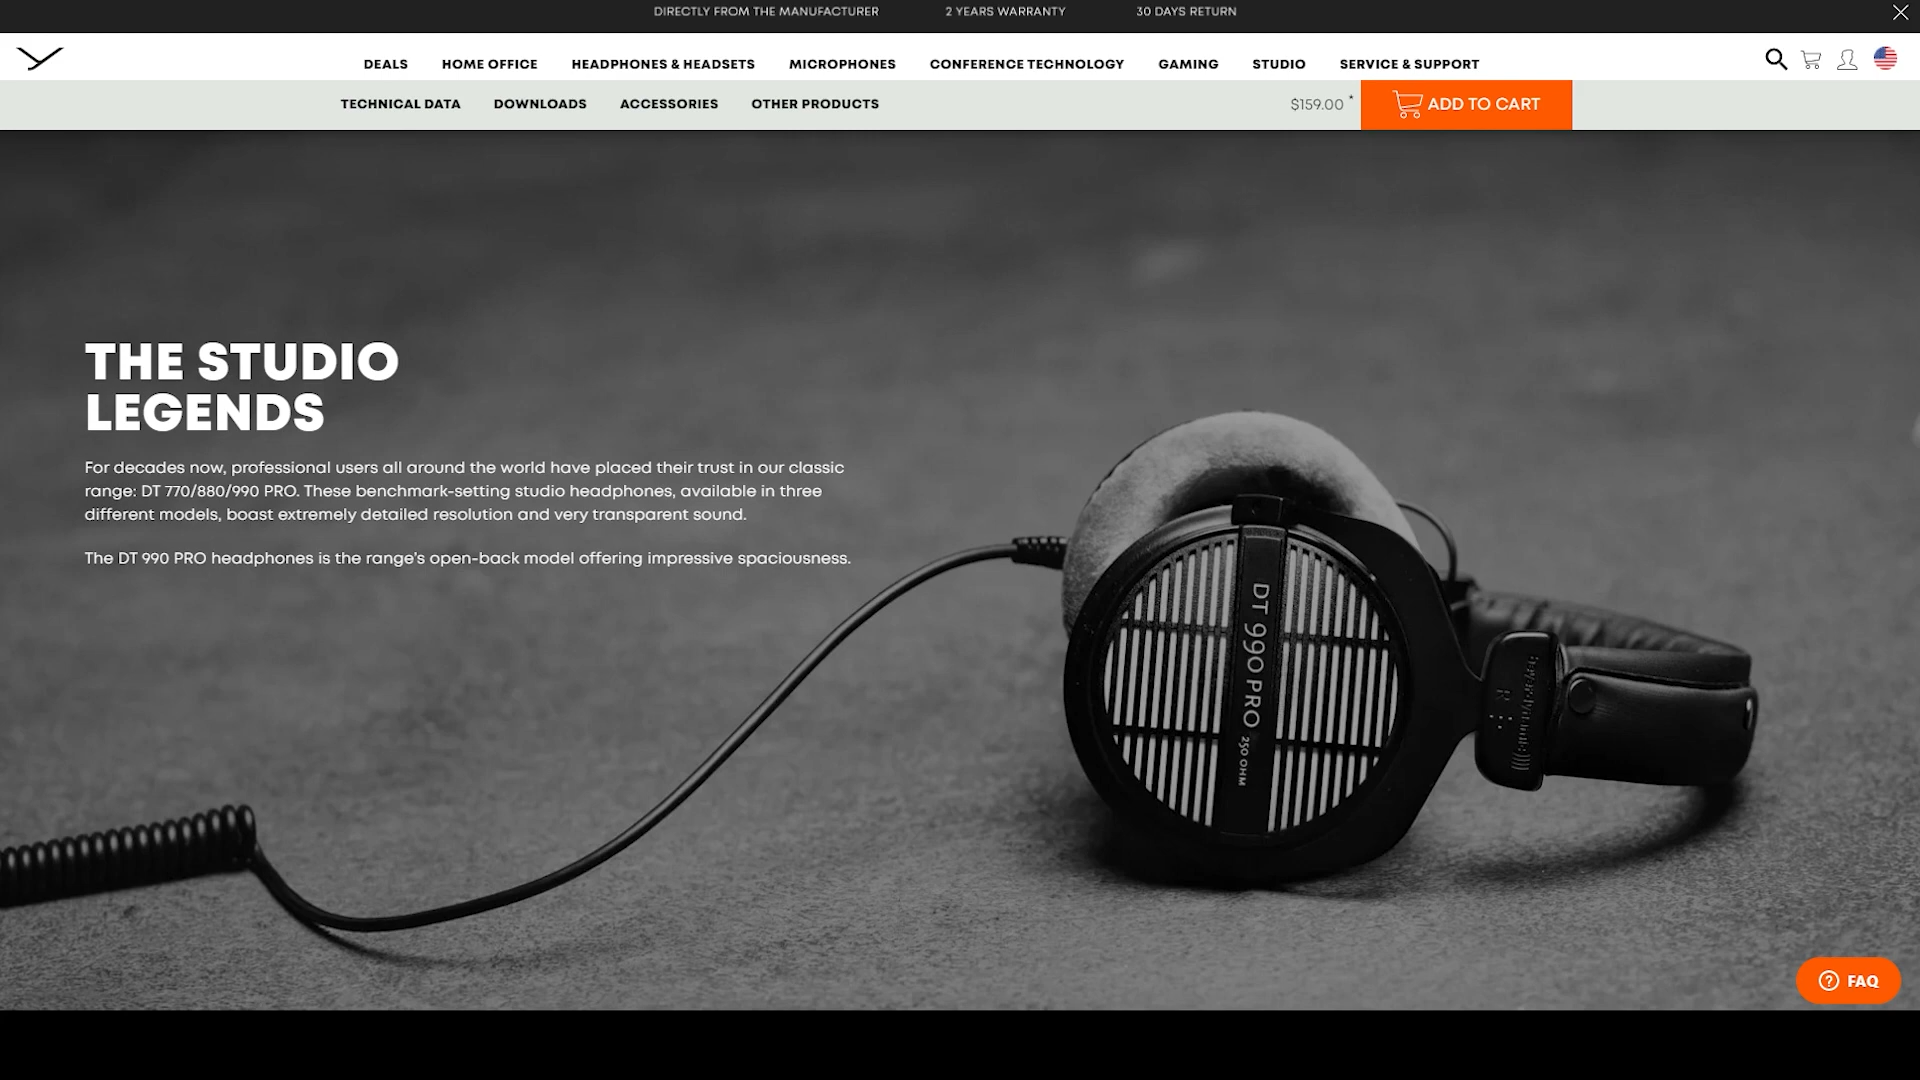 DIRECTLY FROM THE MANUFACTURER
2 YEARS WARRANTY
30 DAYS RETURN
DEALS
HOME OFFICE
HEADPHONES & HEADSETS
MICROPHONES
CONFERENCE TECHNOLOGY
GAMING
STUDIO
SERVICE & SUPPORT
TECHNICAL DATA
DOWNLOADS
ACCESSORIES
OTHER PRODUCTS
$159.00 *
ADD TO CART
THE STUDIO
LEGENDS
For decades now, professional users all around the world have placed their trust in our classic
range: DT 770/880/990 PRO. These benchmark-setting studio headphones, available in three
different models, boast extremely detailed resolution and very transparent sound.
The DT 990 PRO headphones is the range's open-back model offering impressive spaciousness.
DT 990 PRO 250 OHM
R
beyerdynamic
FAQ